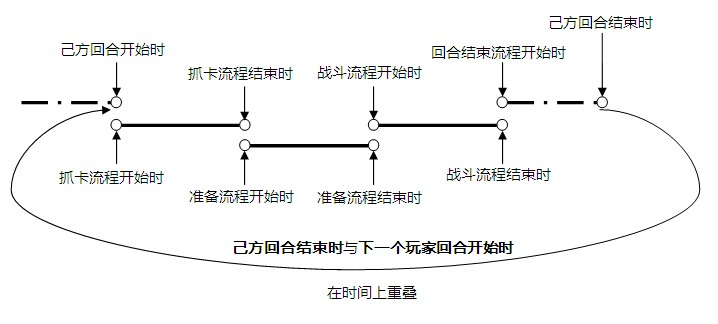 己方回合结束时
己方回合开始时
回合结束流程开始时
抓卡流程结束时
战斗流程开始时
抓卡流程开始时
准备流程开始时
准备流程结束时
战斗流程结束时
己方回合结束时与下一个玩家回合开始时
在时间上重叠